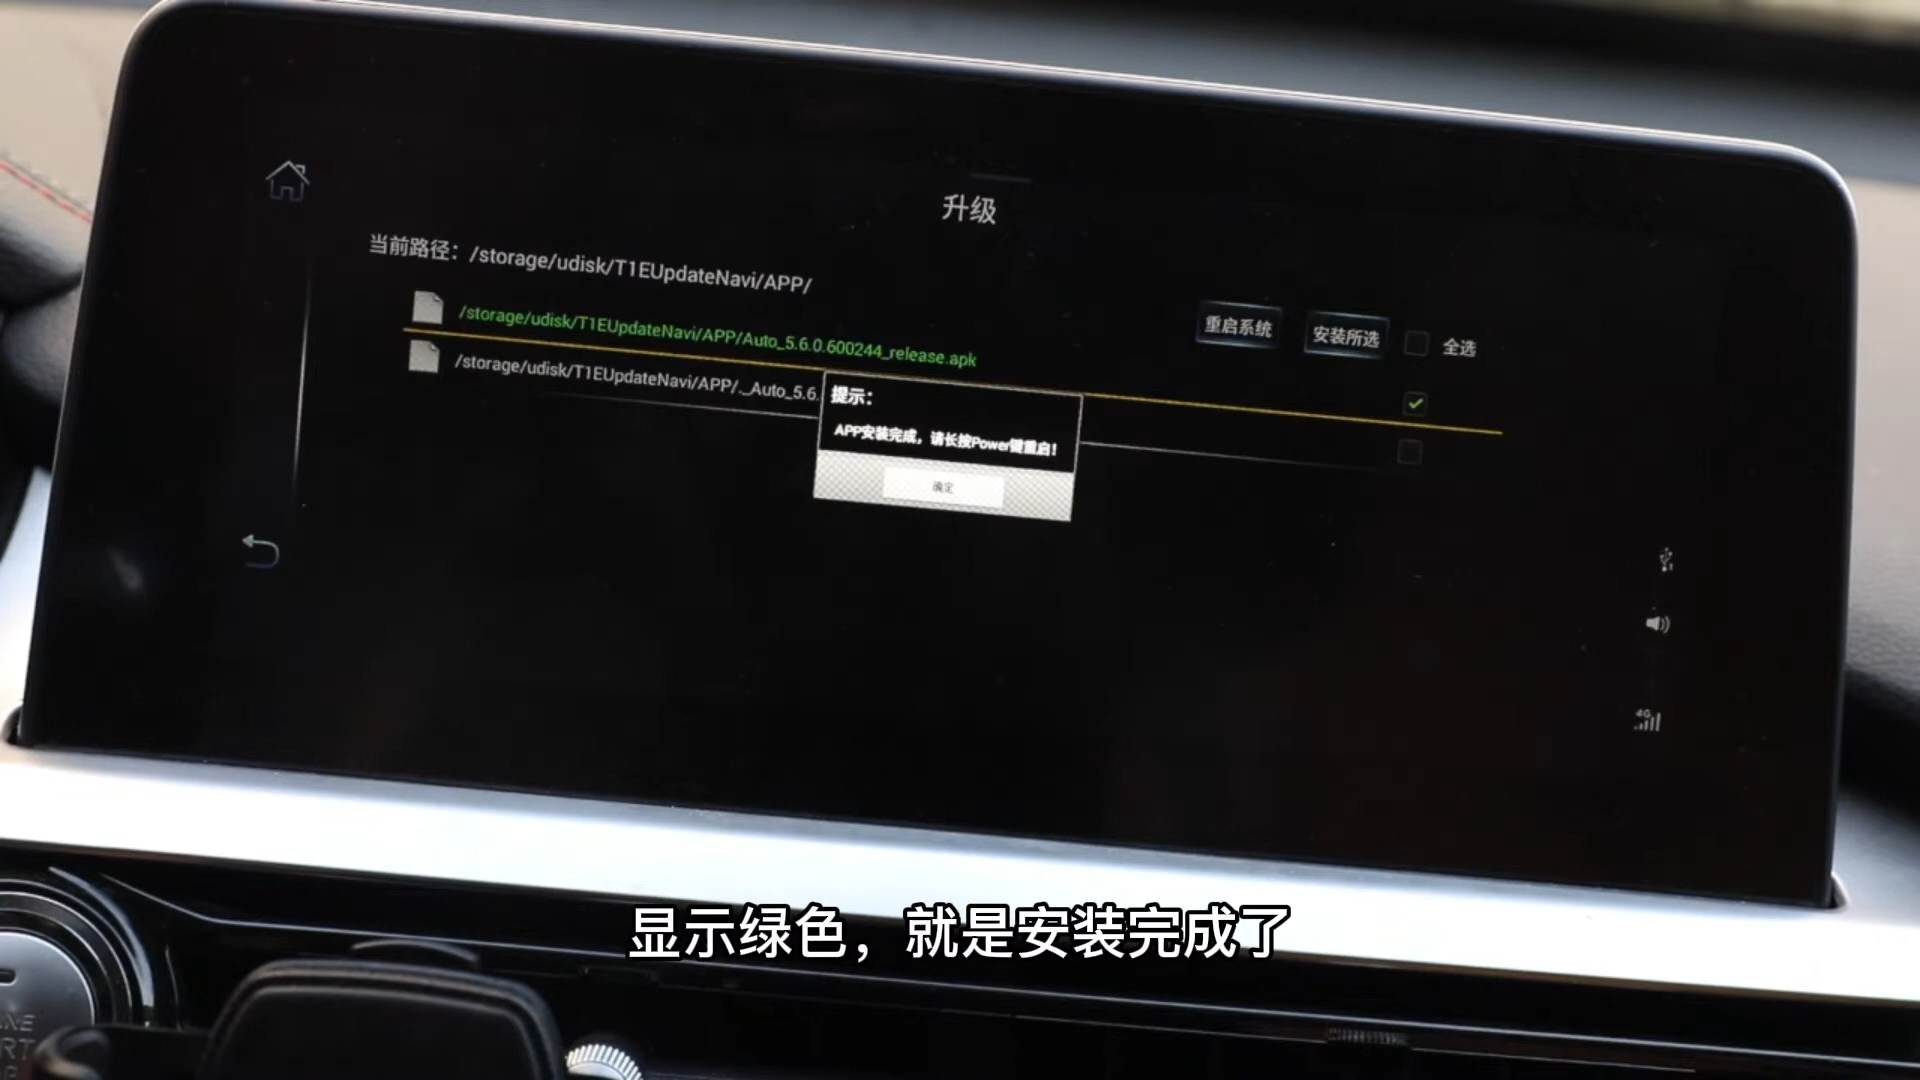 升级
当前路径：/storage/udisk/T1EUpdateNavi/APP/
/storage/udisk/T1EUpdateNavi/APP/Auto_5.6.0.600244_release.apk
重启系统 安装所选 全选
/storage/udisk/T1EUpdateNavi/APP/._Auto_5.6.
提示：
APP安装完成，请长按Power键重启！
确定
4G
显示绿色，就是安装完成了